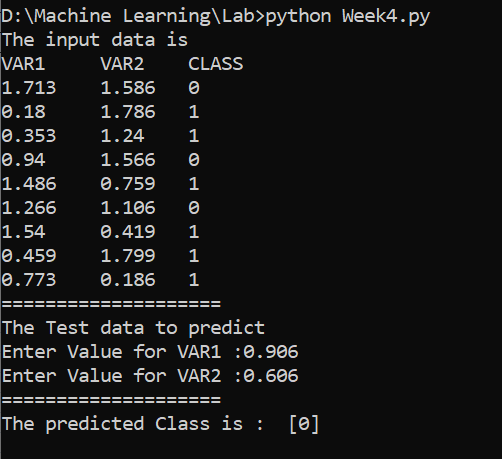 D:\Machine Learning\Lab>python Week4.py
The input data is
VAR1 VAR2 CLASS
1.713 1.586 0
0.18 1.786 1
0.353 1.24 1
0.94 1.566 0
1.486 0.759 1
1.266 1.106 0
1.54 0.419 1
0.459 1.799 1
0.773 0.186 1
====================
The Test data to predict
Enter Value for VAR1 :0.906
Enter Value for VAR2 :0.606
====================
The predicted Class is :  [0]